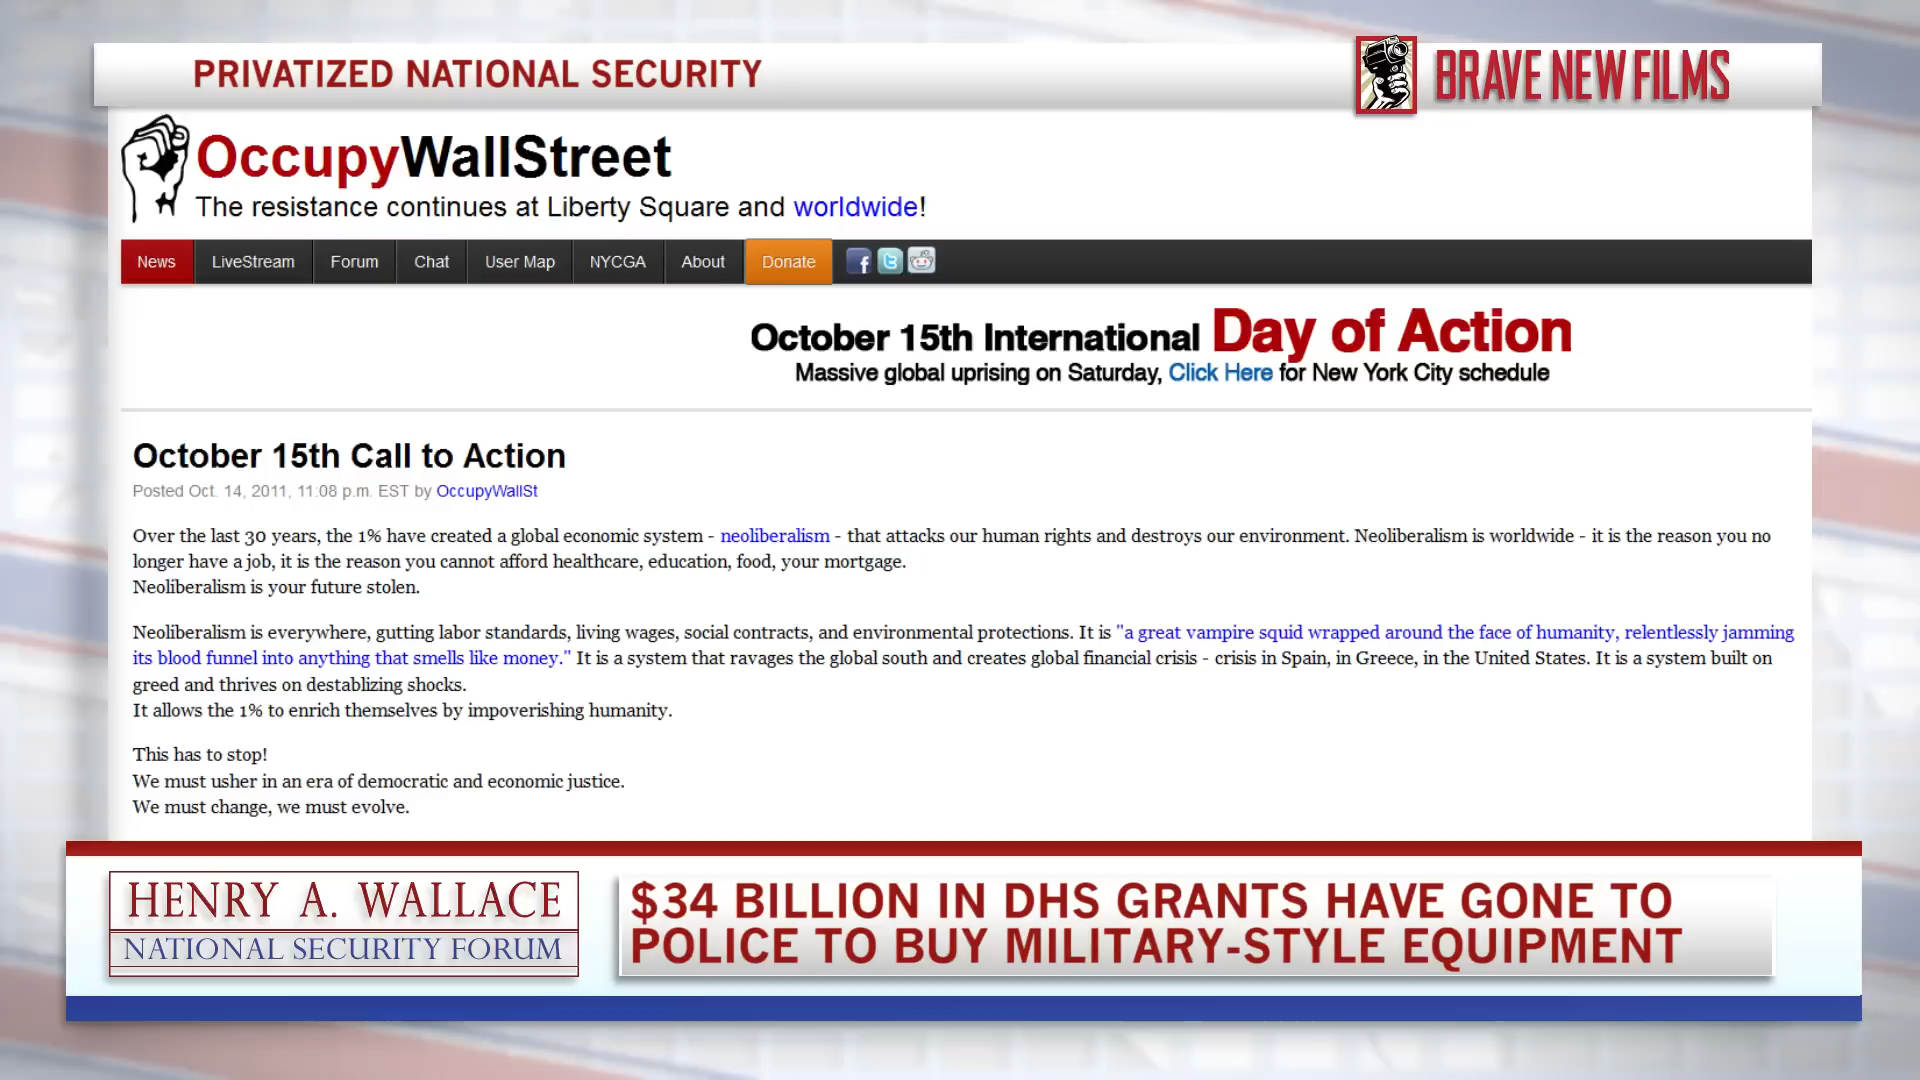 PRIVATIZED NATIONAL SECURITY
BRAVE NEW FILMS
OccupyWallStreet
The resistance continues at Liberty Square and worldwide!
News LiveStream Forum Chat User Map NYCGA About Donate
October 15th International Day of Action
Massive global uprising on Saturday, Click Here for New York City schedule
October 15th Call to Action
Posted Oct. 14, 2011, 11:08 p.m. EST by OccupyWallSt
Over the last 30 years, the 1% have created a global economic system - neoliberalism - that attacks our human rights and destroys our environment. Neoliberalism is worldwide - it is the reason you no
longer have a job, it is the reason you cannot afford healthcare, education, food, your mortgage.
Neoliberalism is your future stolen.
Neoliberalism is everywhere, gutting labor standards, living wages, social contracts, and environmental protections. It is "a great vampire squid wrapped around the face of humanity, relentlessly jamming
its blood funnel into anything that smells like money." It is a system that ravages the global south and creates global financial crisis - crisis in Spain, in Greece, in the United States. It is a system built on
greed and thrives on destablizing shocks.
It allows the 1% to enrich themselves by impoverishing humanity.
This has to stop!
We must usher in an era of democratic and economic justice.
We must change, we must evolve.
HENRY A. WALLACE
NATIONAL SECURITY FORUM
$34 BILLION IN DHS GRANTS HAVE GONE TO
POLICE TO BUY MILITARY-STYLE EQUIPMENT